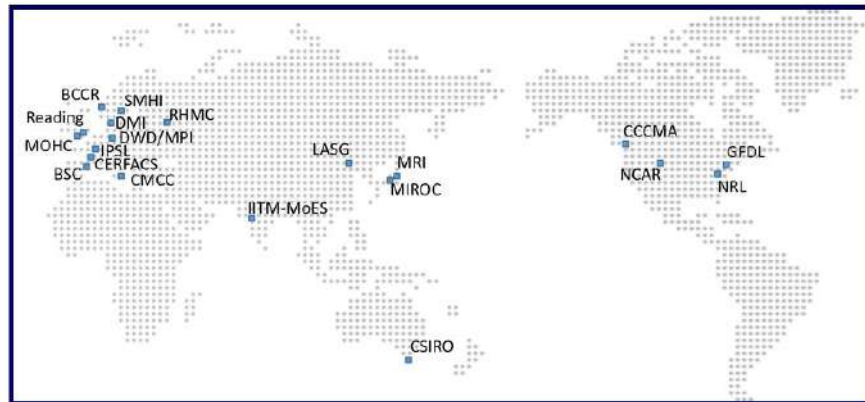 BCCR
SMHI
Reading
DMI
RHMC
MOHC
DWD/MPI
IPSL
CERFACS
BSC
CMCC
LASG
MRI
MIROC
IITM-MoES
CSIRO
CCCMA
GFDL
NCAR
NRL